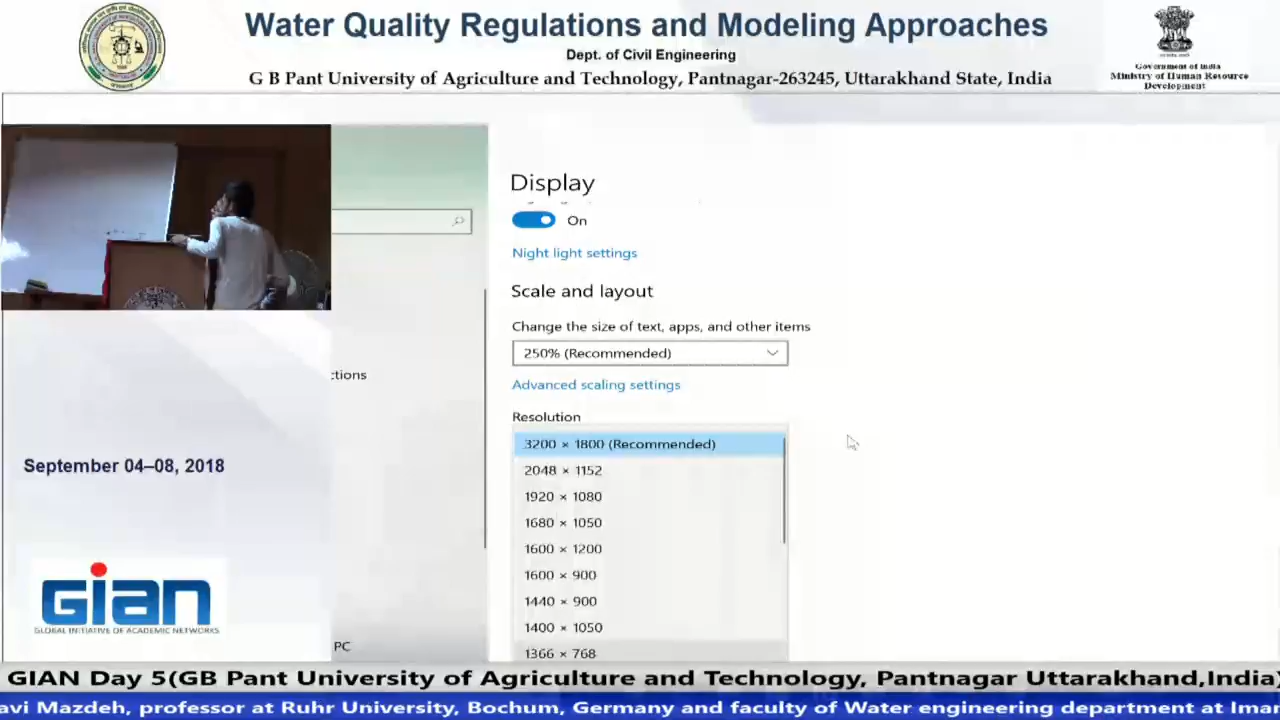 Water Quality Regulations and Modeling Approaches
Dept. of Civil Engineering
G B Pant University of Agriculture and Technology, Pantnagar-263245, Uttarakhand State, India
Government of India
Ministry of Human Resource
Development
Display
On
Night light settings
Scale and layout
Change the size of text, apps, and other items
250% (Recommended)
ctions
Advanced scaling settings
Resolution
3200 × 1800 (Recommended)
2048 × 1152
1920 × 1080
1680 × 1050
1600 × 1200
1600 × 900
1440 × 900
1400 × 1050
1366 × 768
September 04–08, 2018
Gian
GLOBAL INITIATIVE OF ACADEMIC NETWORKS
PC
GIAN Day 5(GB Pant University of Agriculture and Technology, Pantnagar Uttarakhand,India)
avi Mazdeh, professor at Ruhr University, Bochum, Germany and faculty of Water engineering department at Imam